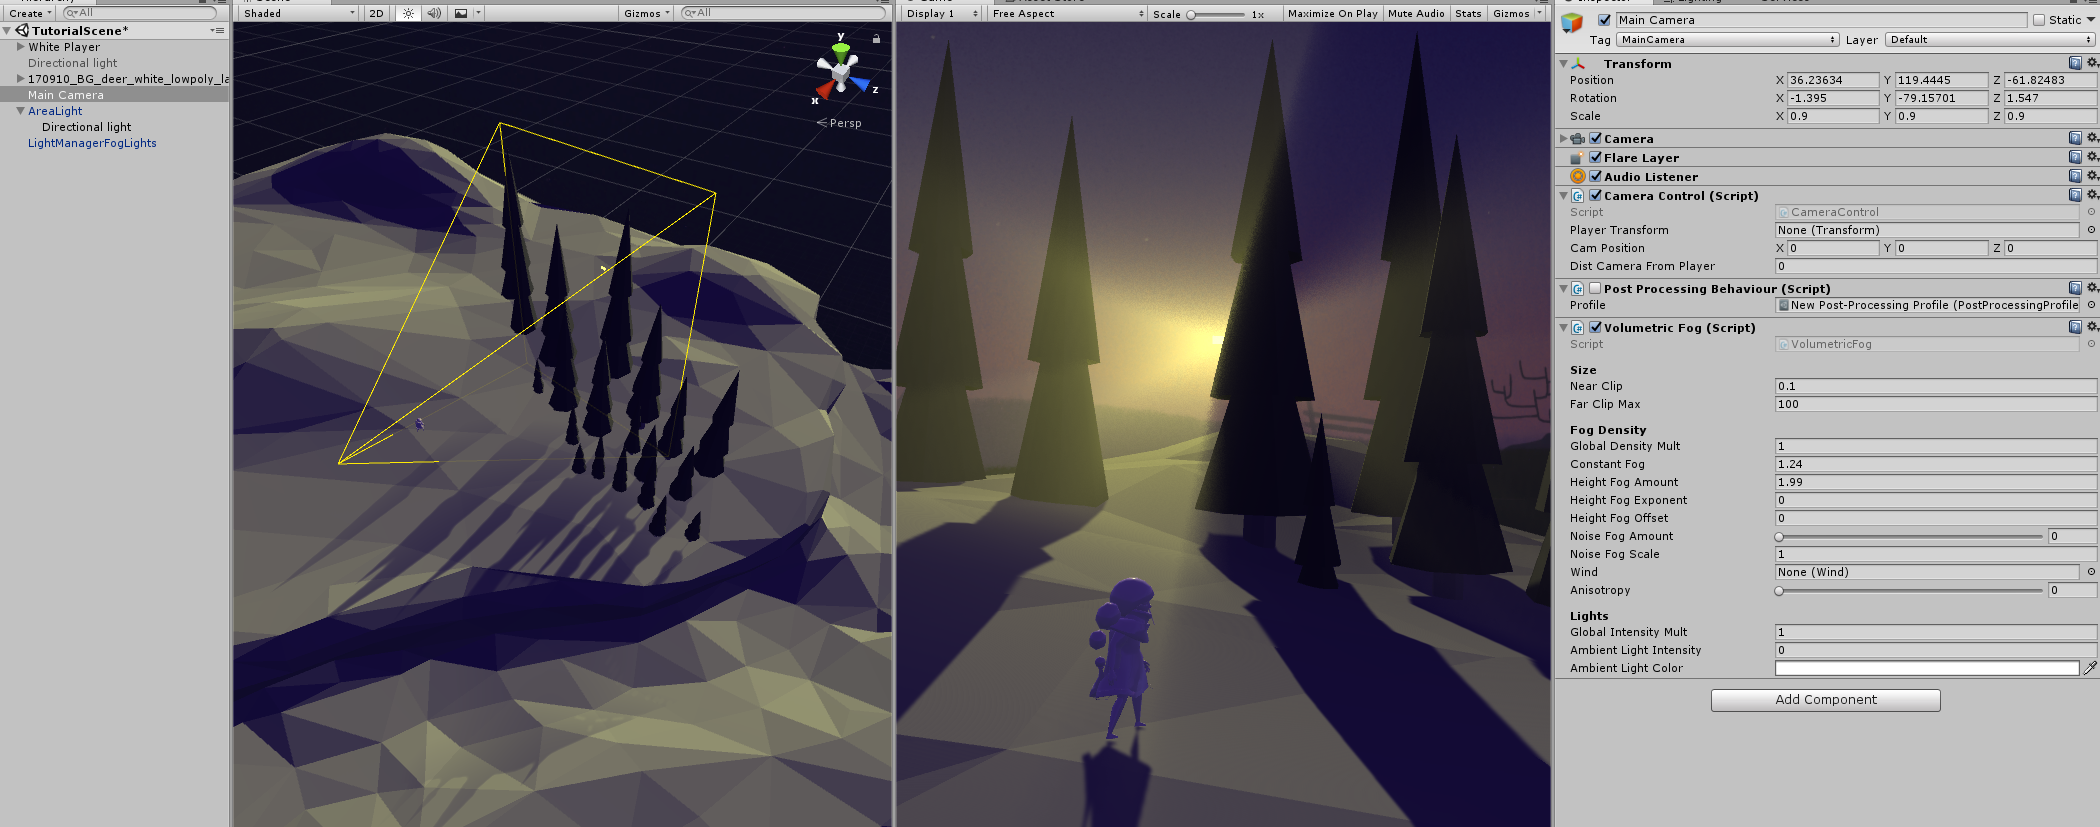 Create
All
TutorialScene*
White Player
Directional light
170910_BG_deer_white_lowpoly_la
Main Camera
AreaLight
Directional light
LightManagerFogLights
Shaded
2D
Gizmos
All
y
x
z
Persp
Display 1
Free Aspect
Scale
1x
Maximize On Play
Mute Audio
Stats
Gizmos
Main Camera
Static
Tag MainCamera Layer Default
Transform
Position X 36.23634 Y 119.4445 Z -61.82483
Rotation X -1.395 Y -79.15701 Z 1.547
Scale X 0.9 Y 0.9 Z 0.9
Camera
Flare Layer
Audio Listener
Camera Control (Script)
Script CameraControl
Player Transform None (Transform)
Cam Position X 0 Y 0 Z 0
Dist Camera From Player 0
Post Processing Behaviour (Script)
Profile New Post-Processing Profile (PostProcessingProfile
Volumetric Fog (Script)
Script VolumetricFog
Size
Near Clip 0.1
Far Clip Max 100
Fog Density
Global Density Mult 1
Constant Fog 1.24
Height Fog Amount 1.99
Height Fog Exponent 0
Height Fog Offset 0
Noise Fog Amount 0
Noise Fog Scale 1
Wind None (Wind)
Anisotropy 0
Lights
Global Intensity Mult 1
Ambient Light Intensity 0
Ambient Light Color
Add Component